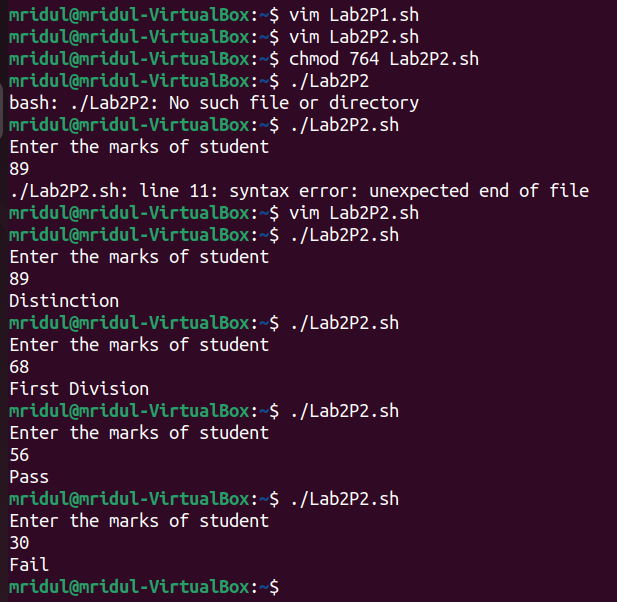 mridul@mridul-VirtualBox:~$ vim Lab2P1.sh
mridul@mridul-VirtualBox:~$ vim Lab2P2.sh
mridul@mridul-VirtualBox:~$ chmod 764 Lab2P2.sh
mridul@mridul-VirtualBox:~$ ./Lab2P2
bash: ./Lab2P2: No such file or directory
mridul@mridul-VirtualBox:~$ ./Lab2P2.sh
Enter the marks of student
89
./Lab2P2.sh: line 11: syntax error: unexpected end of file
mridul@mridul-VirtualBox:~$ vim Lab2P2.sh
mridul@mridul-VirtualBox:~$ ./Lab2P2.sh
Enter the marks of student
89
Distinction
mridul@mridul-VirtualBox:~$ ./Lab2P2.sh
Enter the marks of student
68
First Division
mridul@mridul-VirtualBox:~$ ./Lab2P2.sh
Enter the marks of student
56
Pass
mridul@mridul-VirtualBox:~$ ./Lab2P2.sh
Enter the marks of student
30
Fail
mridul@mridul-VirtualBox:~$